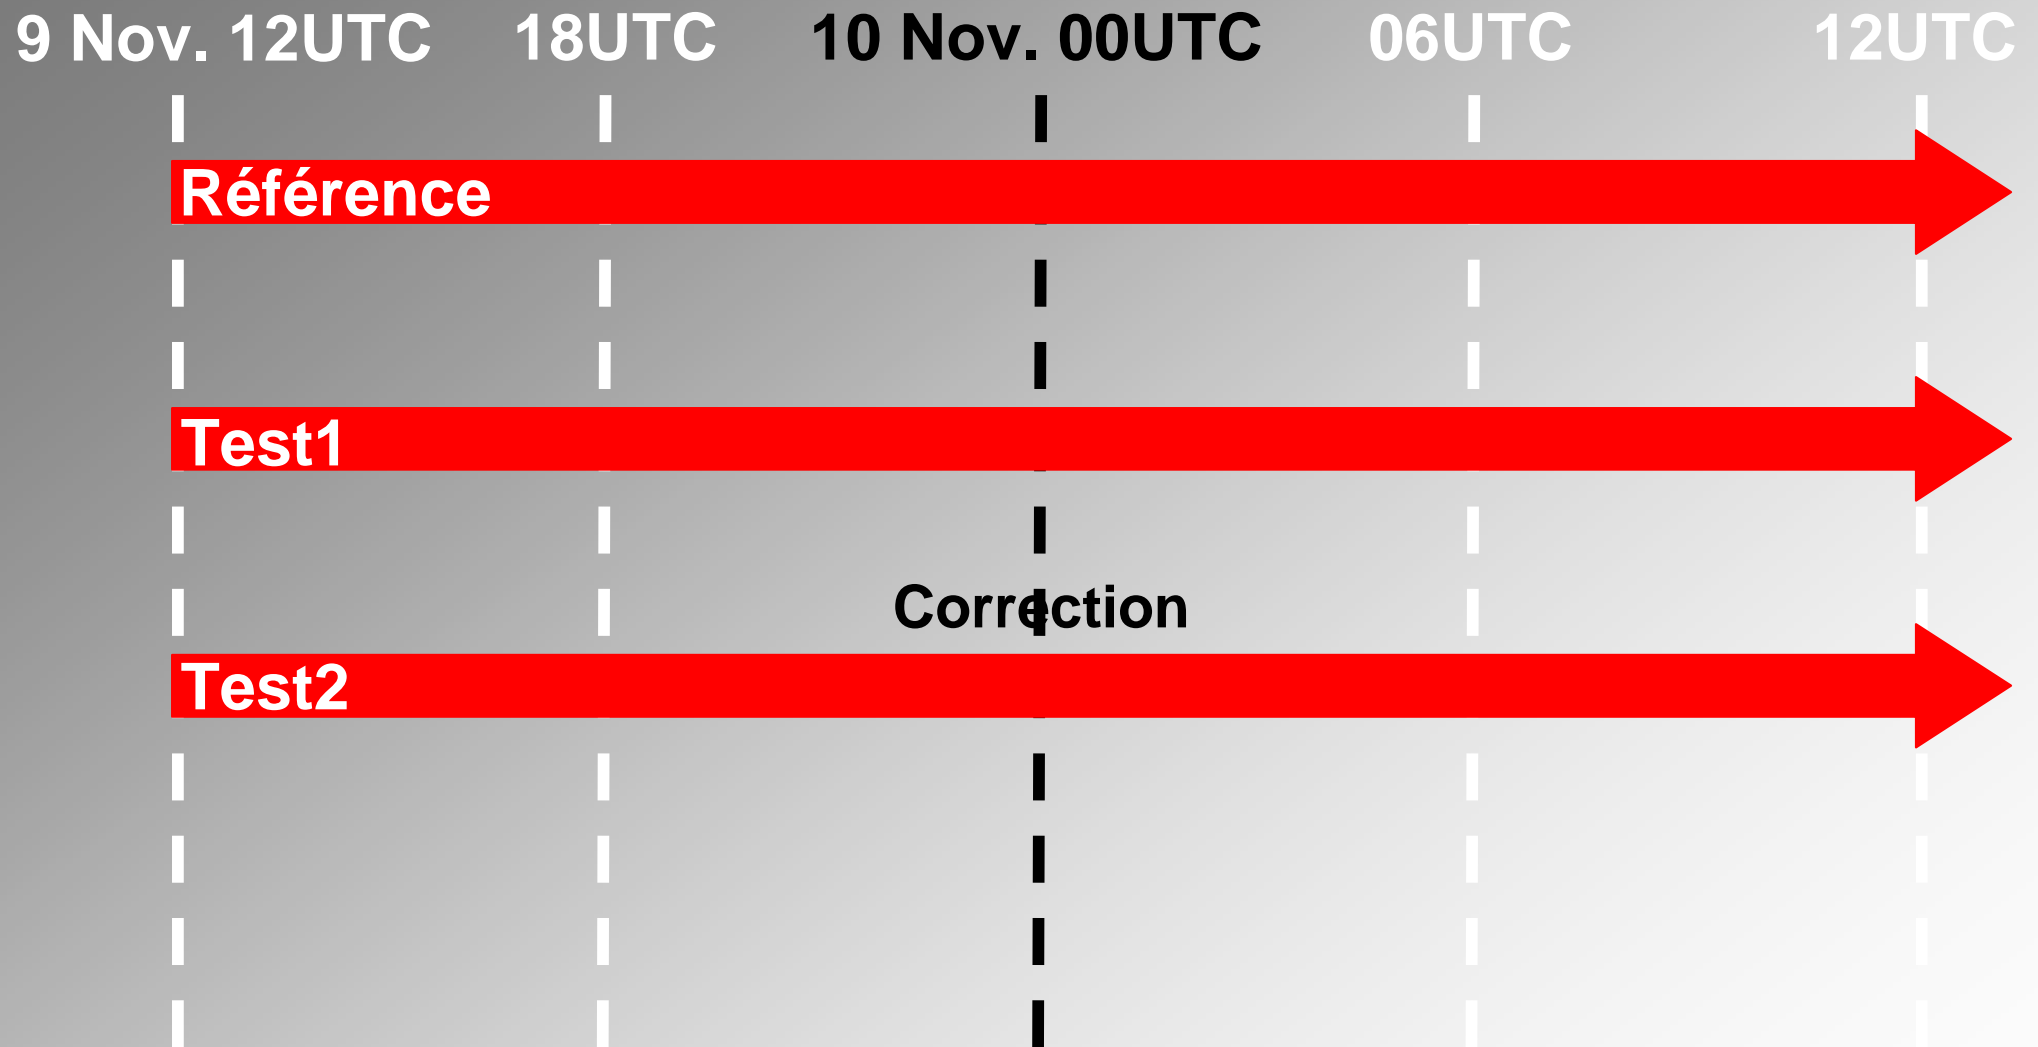 9 Nov. 12UTC 18UTC 10 Nov. 00UTC 06UTC 12UTC
Référence
Test1
Correction
Test2